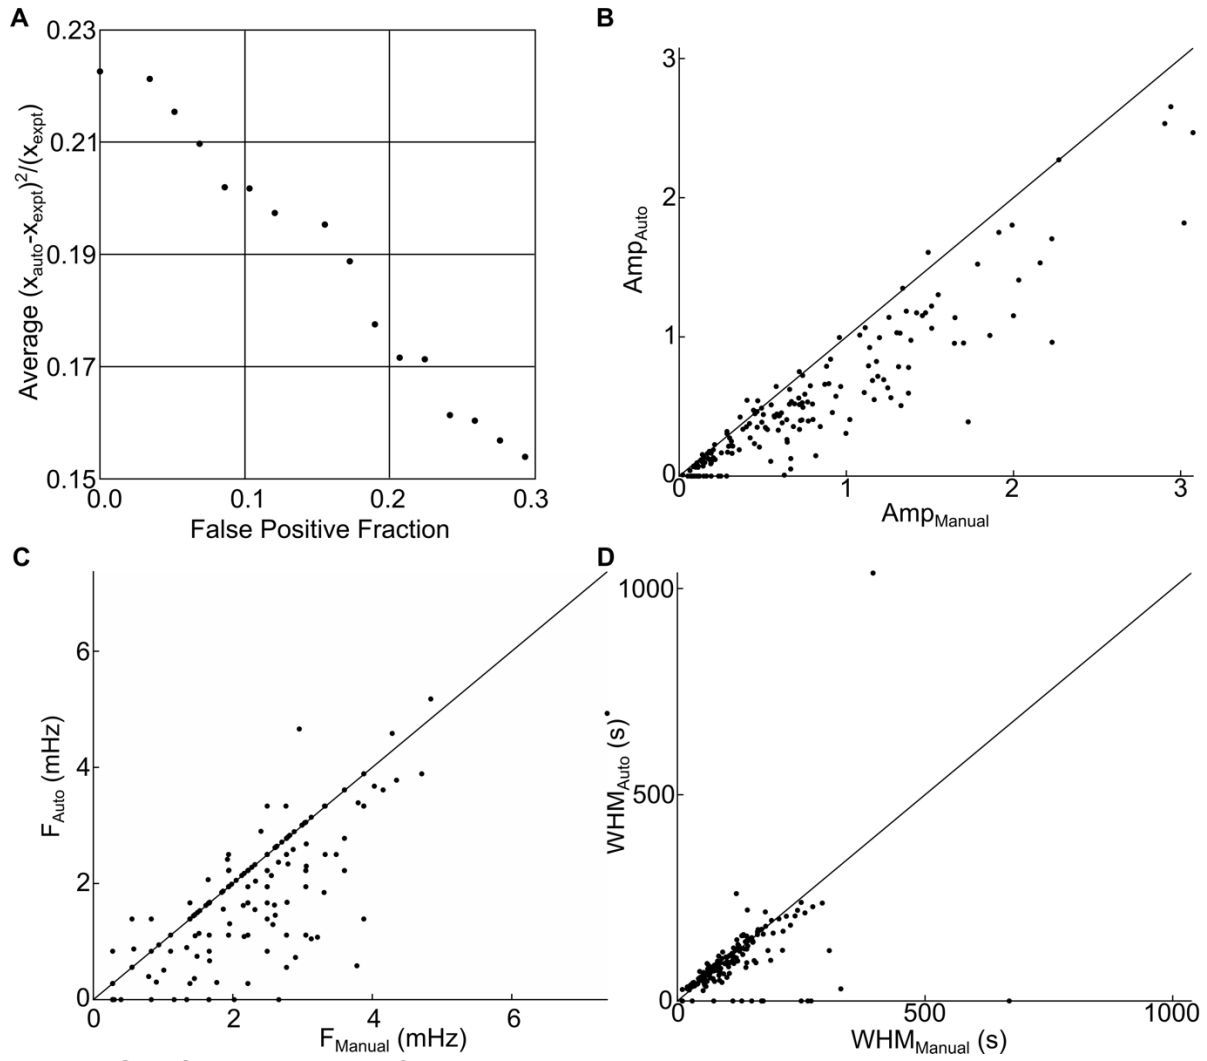 A
0.23
0.21
0.19
0.17
0.15
0.0
0.1
0.2
0.3
Average (x_auto-x_expt)^2/(x_expt)
False Positive Fraction
B
3
2
1
0
0
1
2
3
Amp_Auto
Amp_Manual
C
6
4
2
0
0
2
4
6
F_Auto (mHz)
F_Manual (mHz)
D
1000
500
0
0
500
1000
WHM_Auto (s)
WHM_Manual (s)